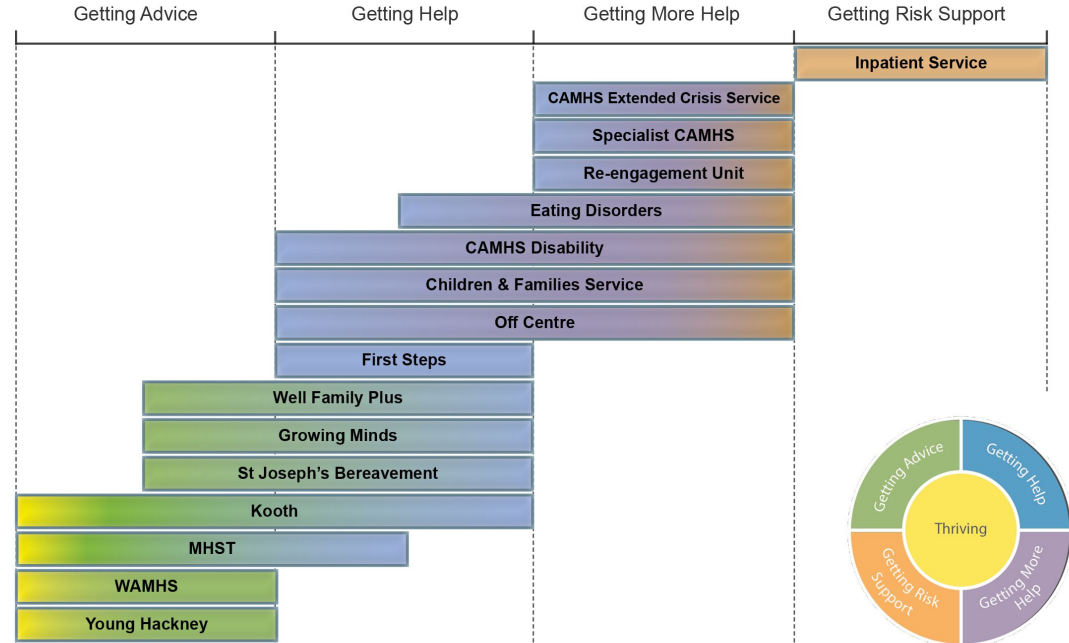 Getting Advice
Getting Help
Getting More Help
Getting Risk Support
Inpatient Service
CAMHS Extended Crisis Service
Specialist CAMHS
Re-engagement Unit
Eating Disorders
CAMHS Disability
Children & Families Service
Off Centre
First Steps
Well Family Plus
Growing Minds
St Joseph’s Bereavement
Kooth
MHST
WAMHS
Young Hackney
Getting Advice
Getting Help
Thriving
Getting Risk
Support
Getting More
Help